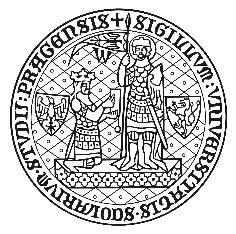 SIGILLVM · VNIVERSITATIS · SCOLARIVM · STVDII · PRAGENSIS